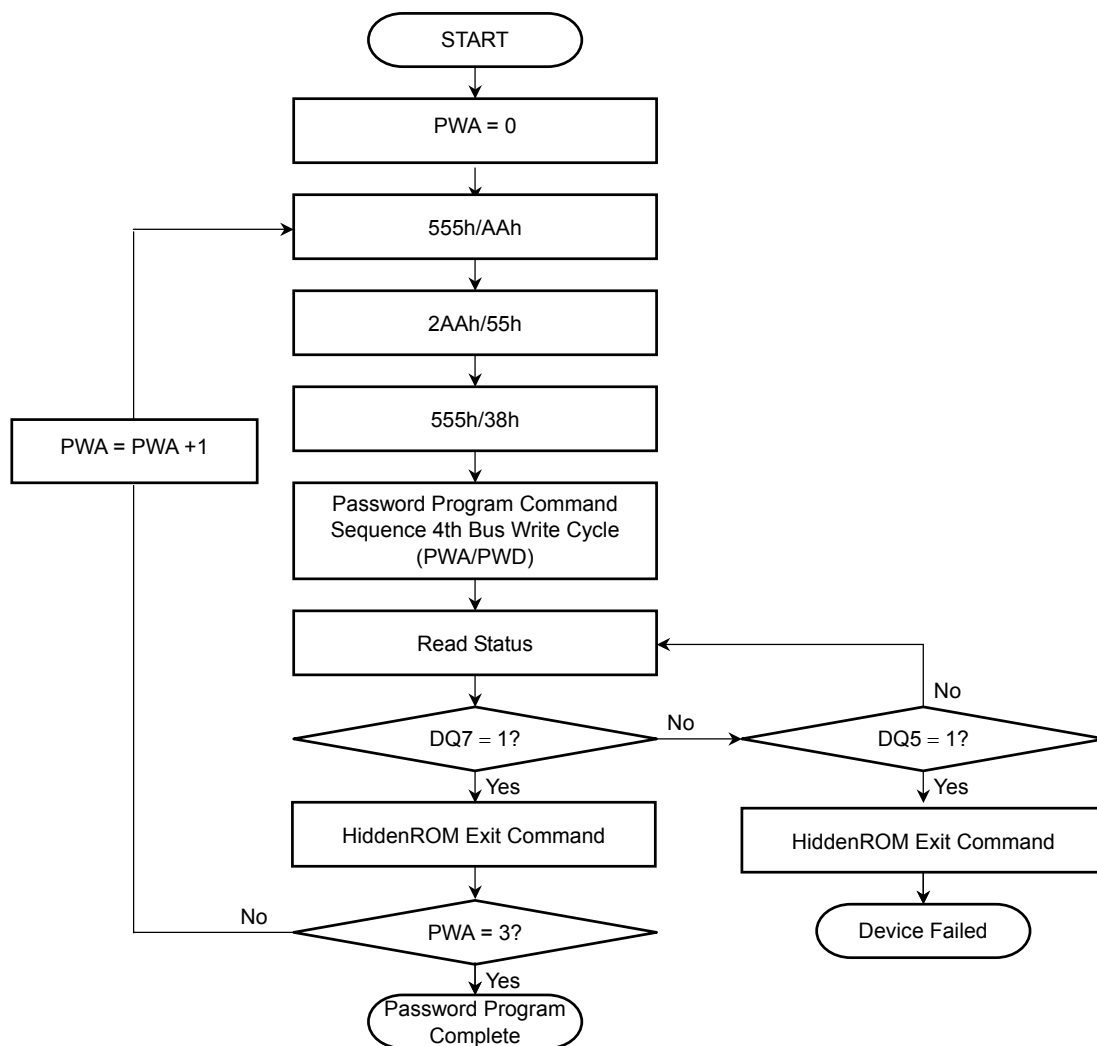 START
PWA = 0
555h/AAh
2AAh/55h
555h/38h
PWA = PWA +1
Password Program Command
Sequence 4th Bus Write Cycle
(PWA/PWD)
Read Status
No
DQ7 = 1?
No
DQ5 = 1?
Yes
Yes
HiddenROM Exit Command
HiddenROM Exit Command
No
PWA = 3?
Device Failed
Yes
Password Program
Complete